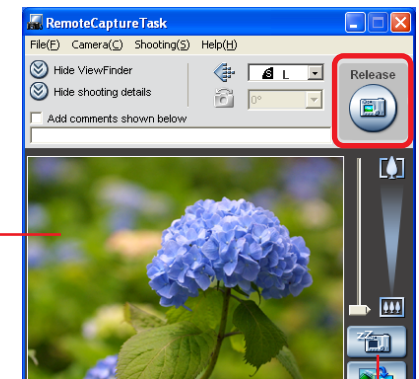 RemoteCaptureTask
File(F) Camera(C) Shooting(S) Help(H)
Hide ViewFinder
L
Release
Hide shooting details
0°
Add comments shown below